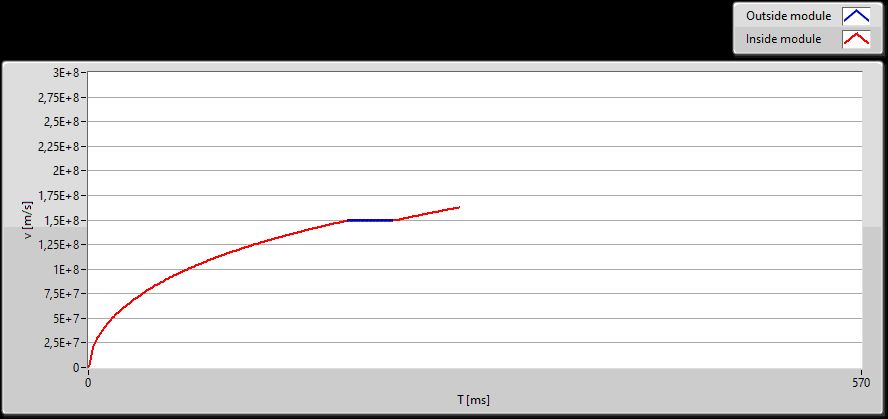 Outside module
Inside module
3E+8
2,75E+8
2,5E+8
2,25E+8
2E+8
1,75E+8
1,5E+8
1,25E+8
1E+8
7,5E+7
5E+7
2,5E+7
0
v [m/s]
0
570
T [ms]